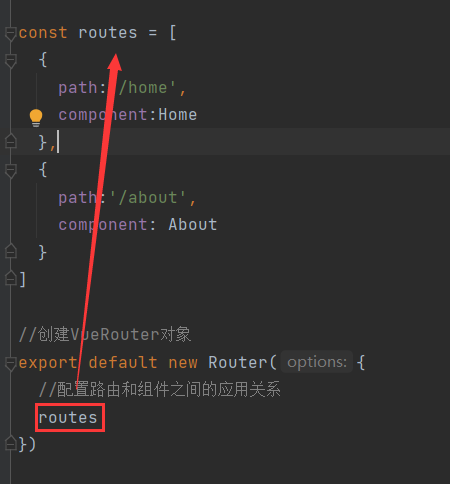 const routes = [
{
path:'/home',
component:Home
},
{
path:'/about',
component: About
}
]
//创建VueRouter对象
export default new Router( options: {
//配置路由和组件之间的应用关系
routes
})